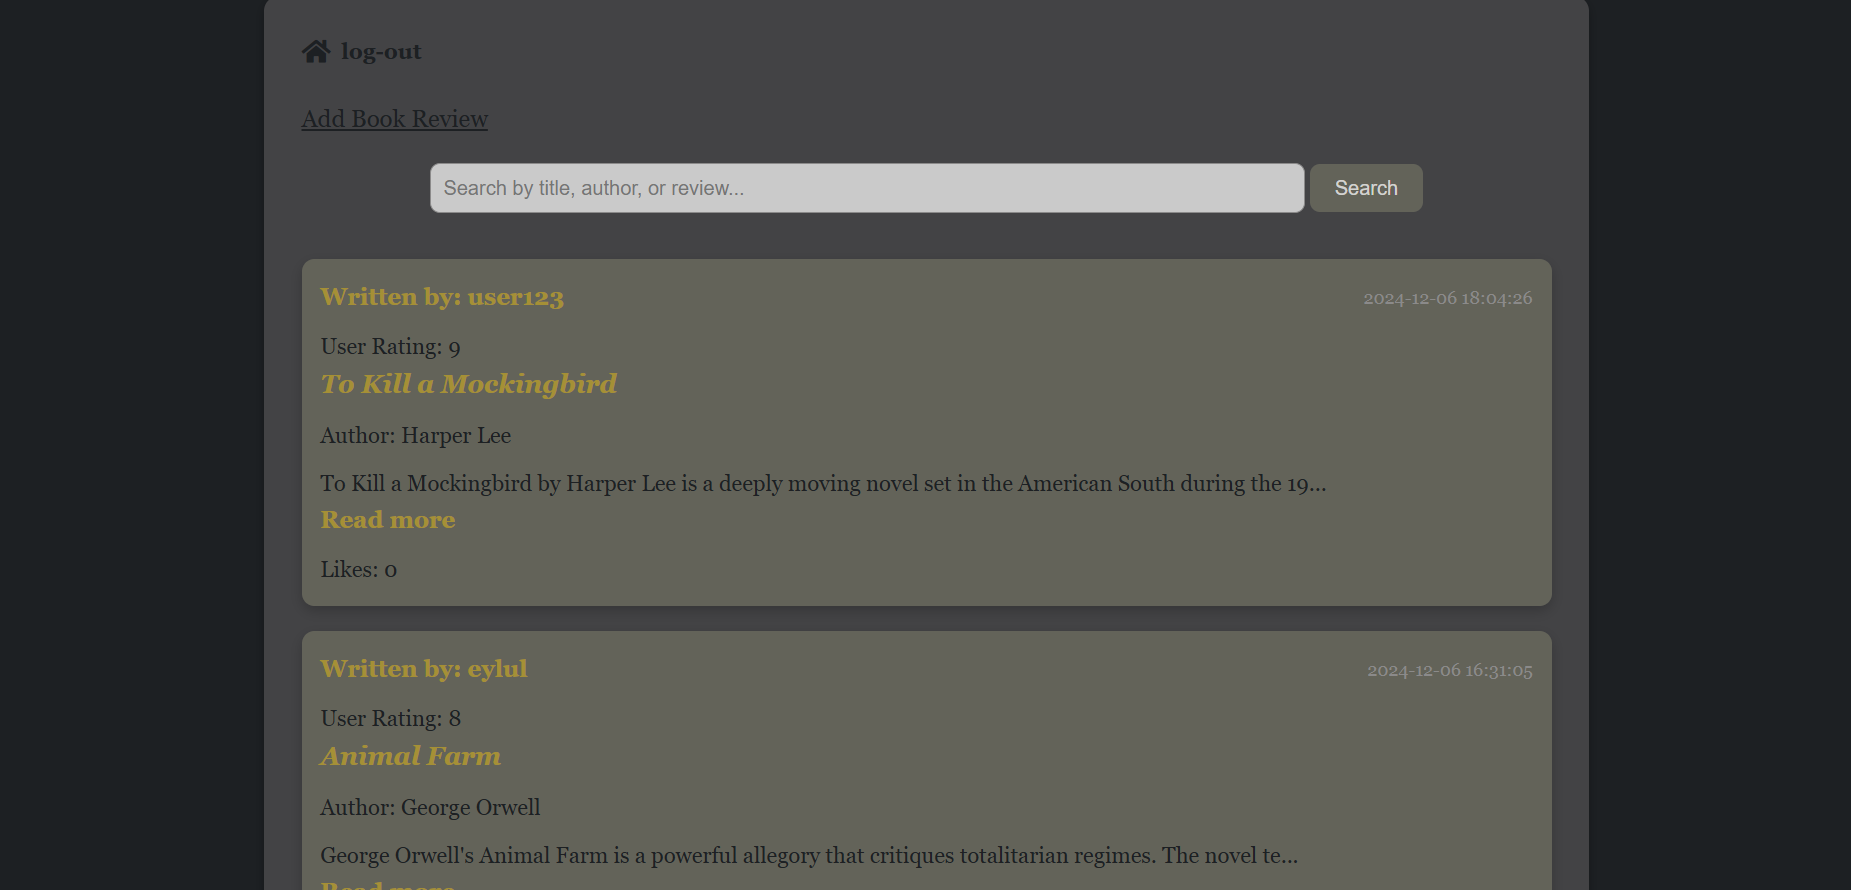 log-out
Add Book Review
Search by title, author, or review...
Search
Written by: user123
2024-12-06 18:04:26
User Rating: 9
To Kill a Mockingbird
Author: Harper Lee
To Kill a Mockingbird by Harper Lee is a deeply moving novel set in the American South during the 19...
Read more
Likes: 0
Written by: eylul
2024-12-06 16:31:05
User Rating: 8
Animal Farm
Author: George Orwell
George Orwell's Animal Farm is a powerful allegory that critiques totalitarian regimes. The novel te...
Read more